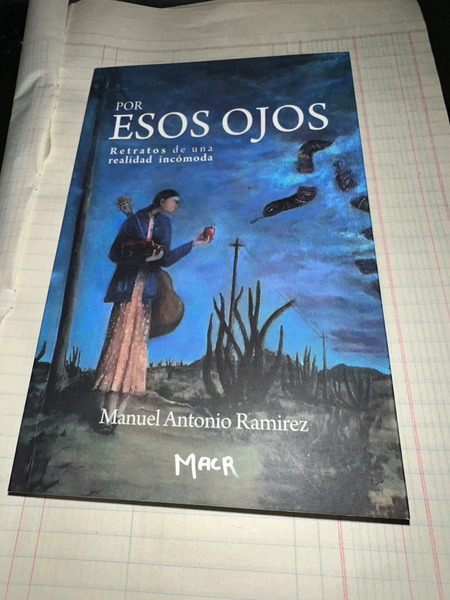 POR
ESOS OJOS
Retratos de una
realidad incómoda
Manuel Antonio Ramirez
MACR